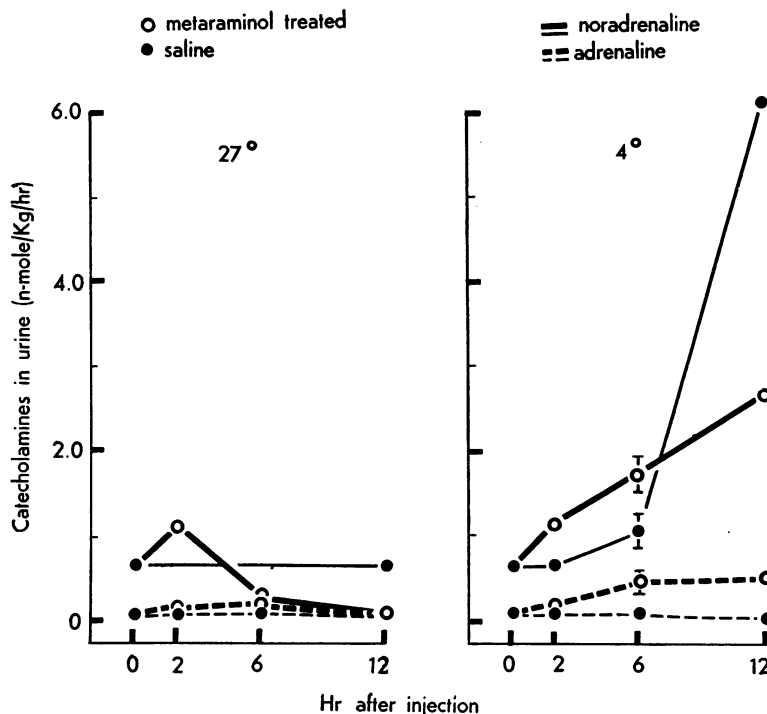 metaraminol treated
saline
noradrenaline
adrenaline
Catecholamines in urine (n-mole/Kg/hr)
6.0
4.0
2.0
0
27°
4°
0 2 6 12
0 2 6 12
Hr after injection